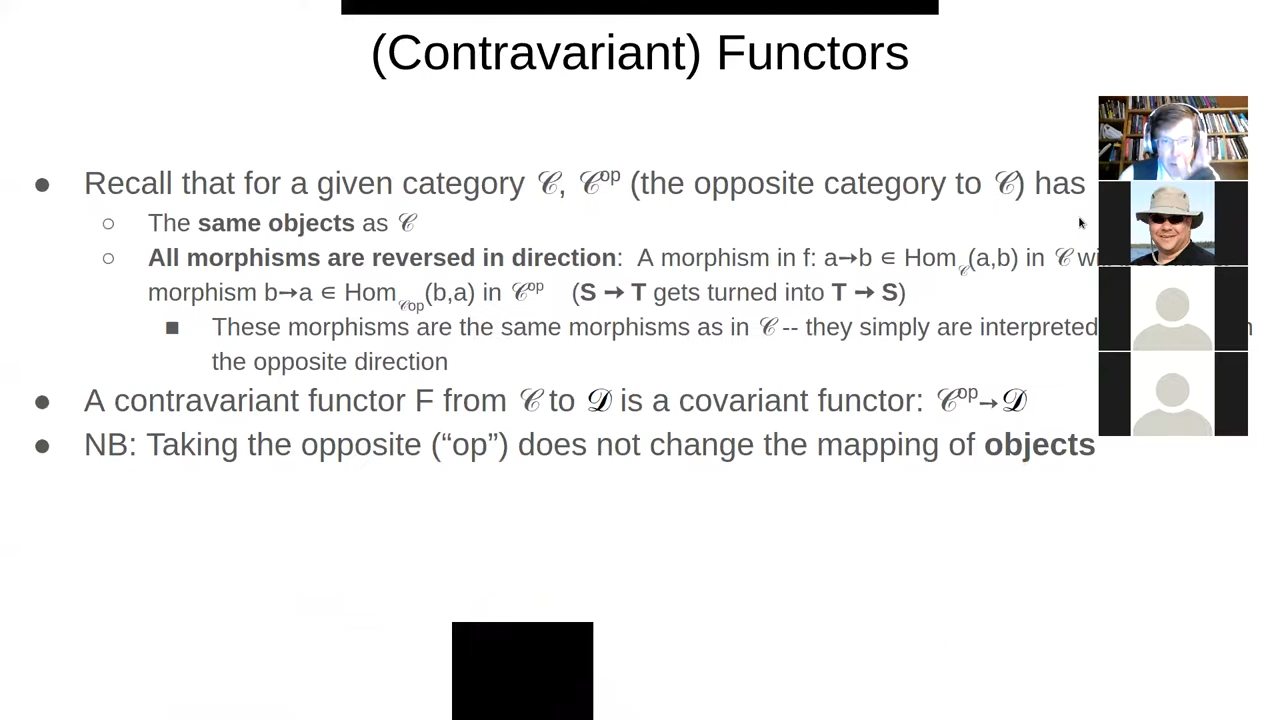 (Contravariant) Functors
● Recall that for a given category 𝒞, 𝒞ᵒᵖ (the opposite category to 𝒞) has
○ The same objects as 𝒞
○ All morphisms are reversed in direction: A morphism in f: a→b ∈ Hom𝒞(a,b) in 𝒞
morphism b→a ∈ Hom𝒞op(b,a) in 𝒞ᵒᵖ (S → T gets turned into T → S)
■ These morphisms are the same morphisms as in 𝒞 -- they simply are interpreted
the opposite direction
● A contravariant functor F from 𝒞 to 𝒟 is a covariant functor: 𝒞ᵒᵖ→𝒟
● NB: Taking the opposite (“op”) does not change the mapping of objects